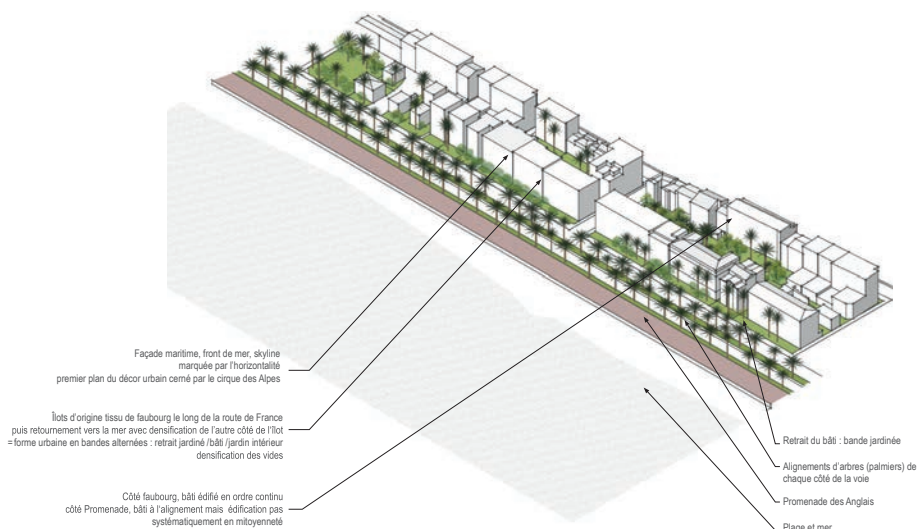 Façade maritime, front de mer, skyline
marquée par l'horizontalité
premier plan du décor urbain cerné par le cirque des Alpes
Îlots d'origine tissu de faubourg le long de la route de France
puis retournement vers la mer avec densification de l'autre côté de l'îlot
= forme urbaine en bandes alternées : retrait jardiné /bâti /jardin intérieur
densification des vides
Côté faubourg, bâti édifié en ordre continu
côté Promenade, bâti à l'alignement mais édification pas
systématiquement en mitoyenneté
Retrait du bâti : bande jardinée
Alignements d'arbres (palmiers) de
chaque côté de la voie
Promenade des Anglais
Plage et mer